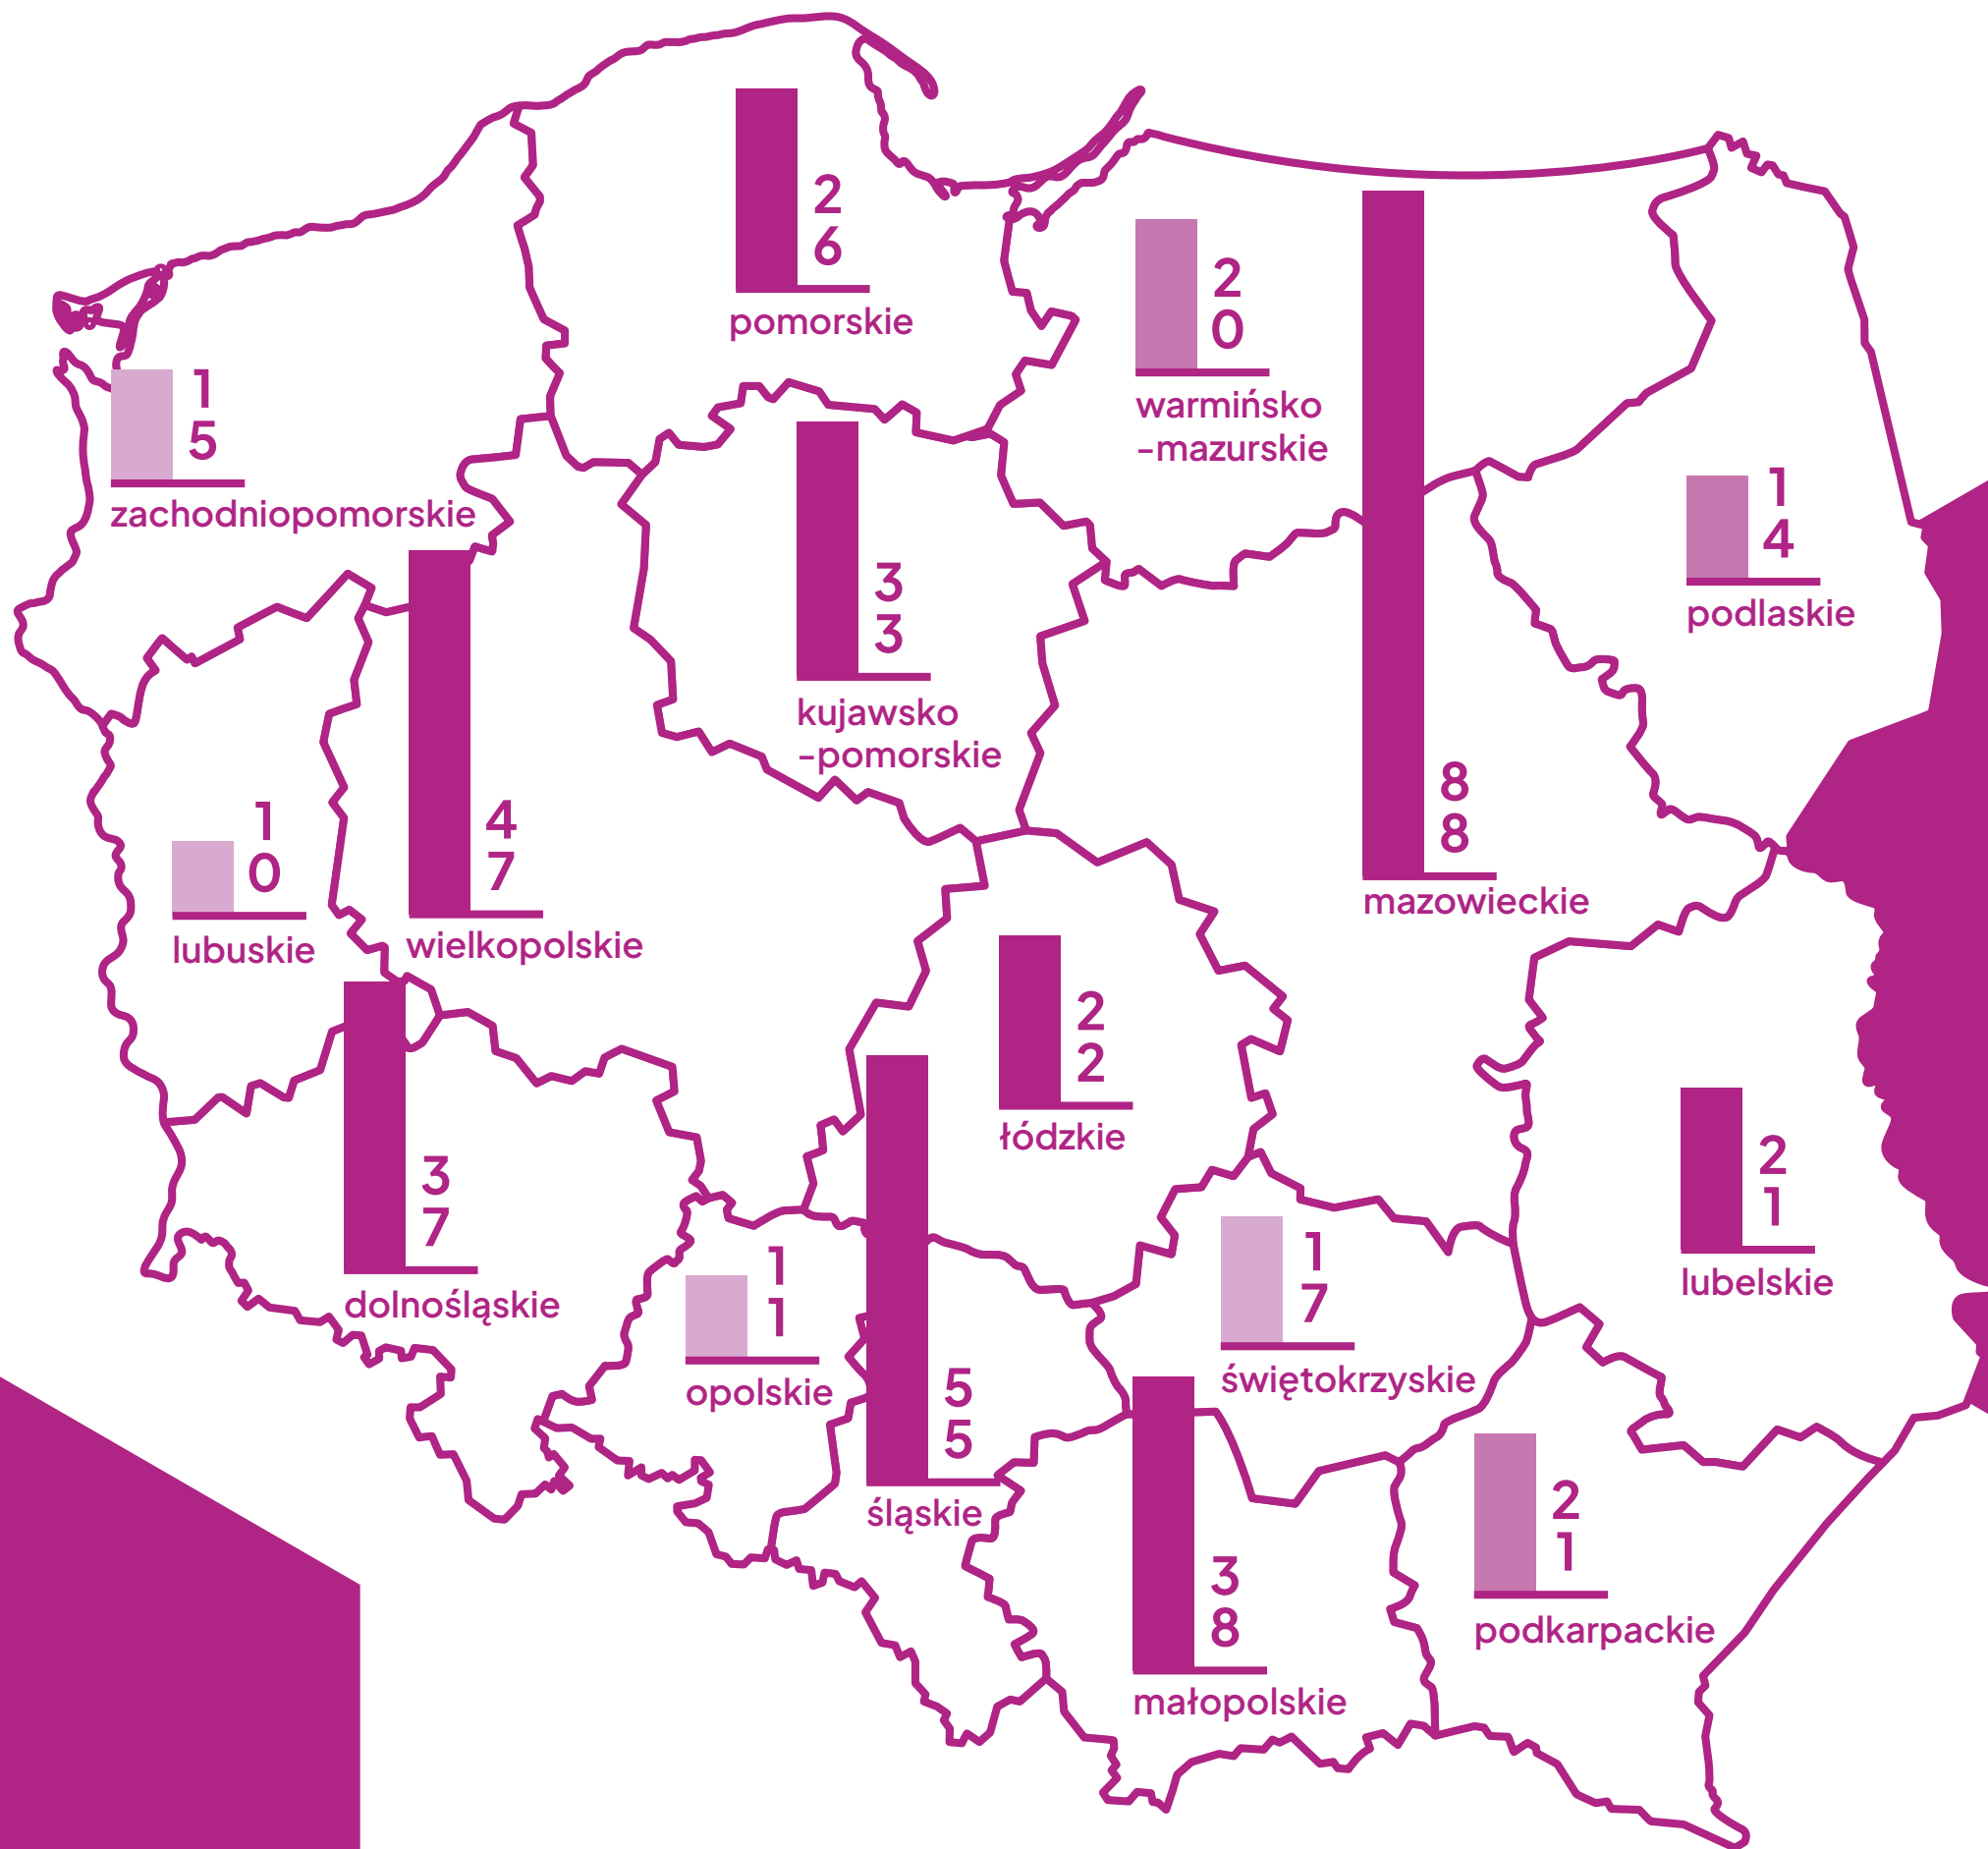 2
6
pomorskie
2
0
warmińsko
-mazurskie
1
5
zachodniopomorskie
3
3
kujawsko
-pomorskie
1
4
podlaskie
8
8
mazowieckie
1
0
lubuskie
4
7
wielkopolskie
2
2
łódzkie
3
7
dolnośląskie
2
1
lubelskie
1
1
opolskie
1
7
świętokrzyskie
5
5
śląskie
2
1
podkarpackie
3
8
małopolskie